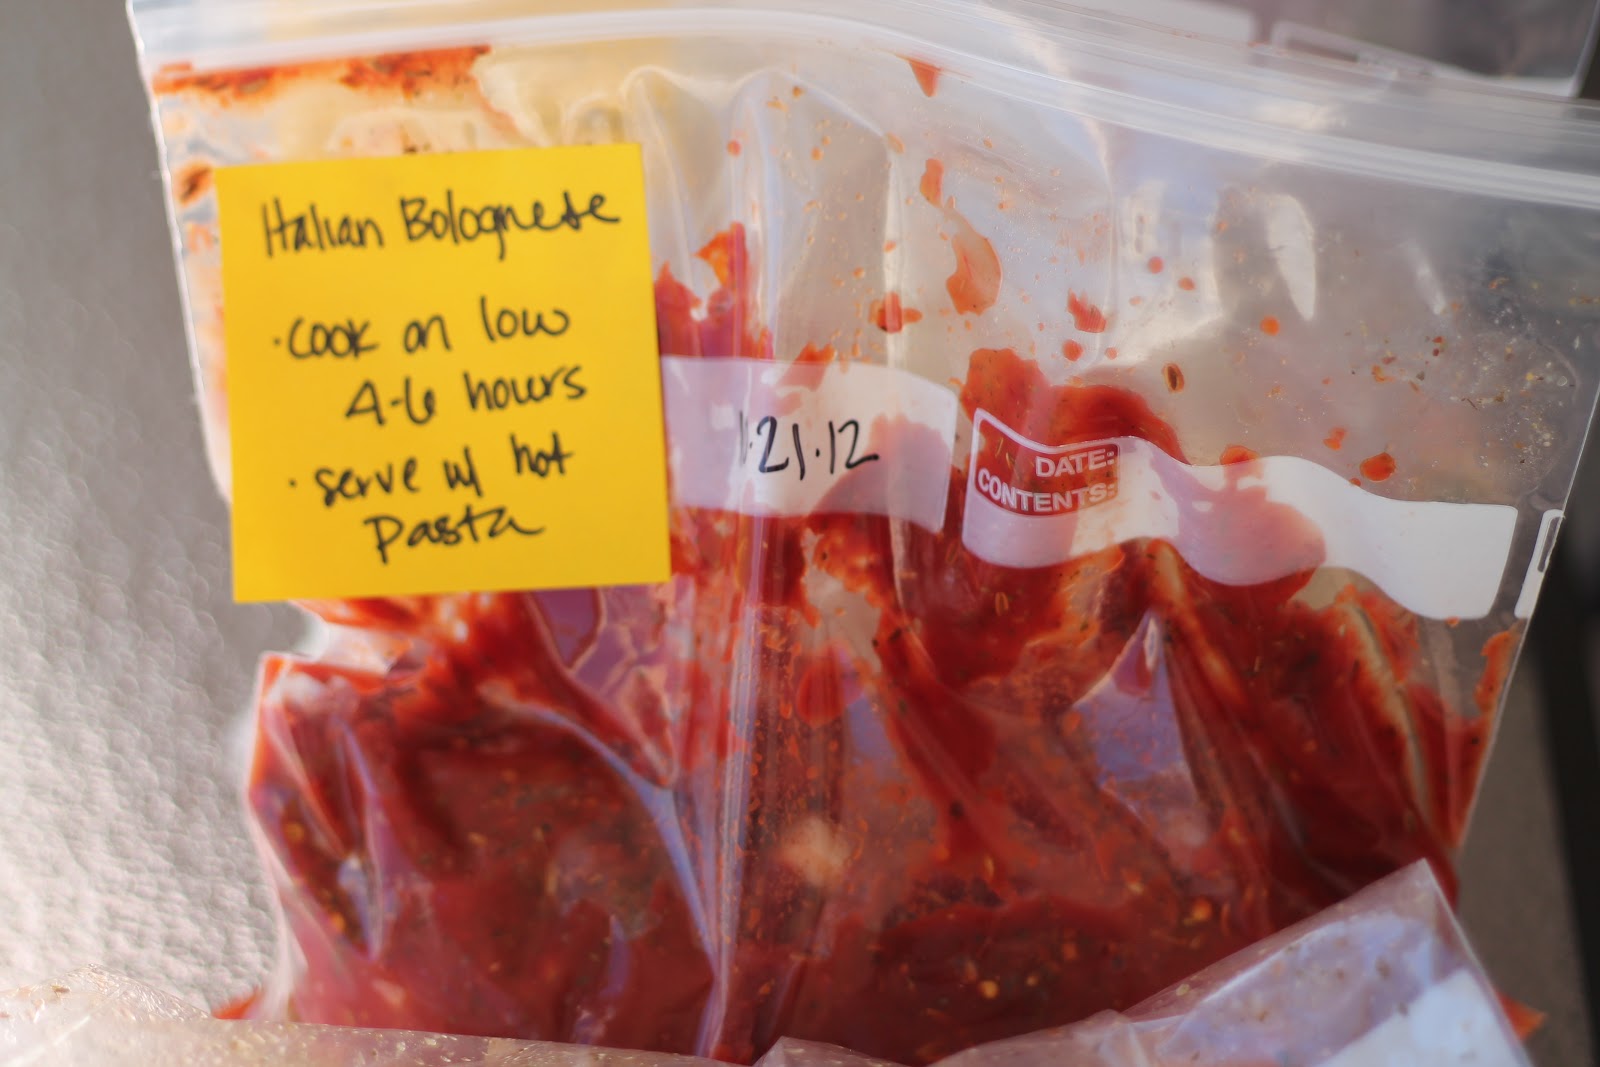 Italian Bolognese
· cook on low
4-6 hours
· serve w/ hot
pasta
1.21.12
DATE:
CONTENTS: